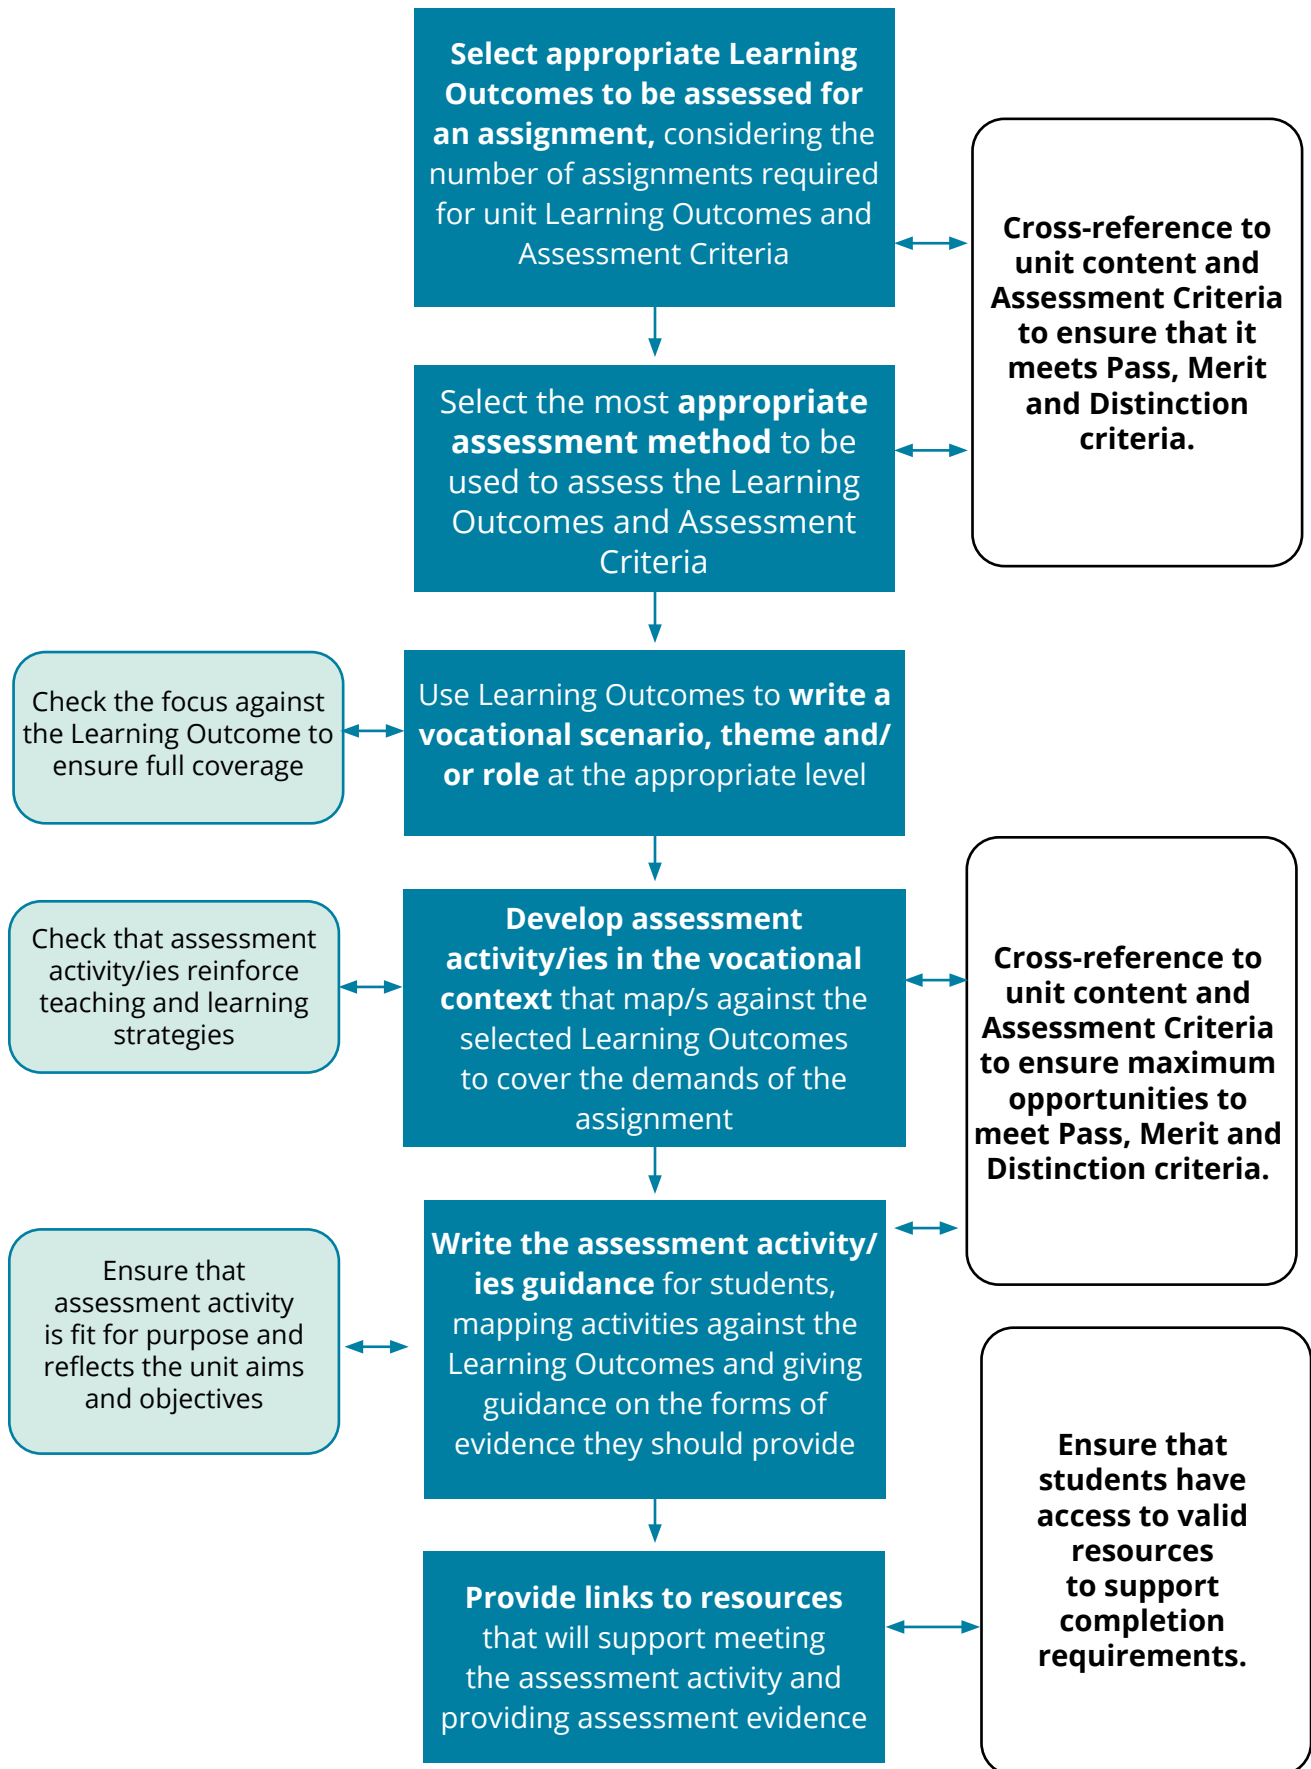 Select appropriate Learning
Outcomes to be assessed for
an assignment, considering the
number of assignments required
for unit Learning Outcomes and
Assessment Criteria
Cross-reference to
unit content and
Assessment Criteria
to ensure that it
meets Pass, Merit
and Distinction
criteria.
Select the most appropriate
assessment method to be
used to assess the Learning
Outcomes and Assessment
Criteria
Check the focus against
the Learning Outcome to
ensure full coverage
Use Learning Outcomes to write a
vocational scenario, theme and/
or role at the appropriate level
Check that assessment
activity/ies reinforce
teaching and learning
strategies
Develop assessment
activity/ies in the vocational
context that map/s against the
selected Learning Outcomes
to cover the demands of the
assignment
Cross-reference to
unit content and
Assessment Criteria
to ensure maximum
opportunities to
meet Pass, Merit and
Distinction criteria.
Ensure that
assessment activity
is fit for purpose and
reflects the unit aims
and objectives
Write the assessment activity/
ies guidance for students,
mapping activities against the
Learning Outcomes and giving
guidance on the forms of
evidence they should provide
Ensure that
students have
access to valid
resources
to support
completion
requirements.
Provide links to resources
that will support meeting
the assessment activity and
providing assessment evidence